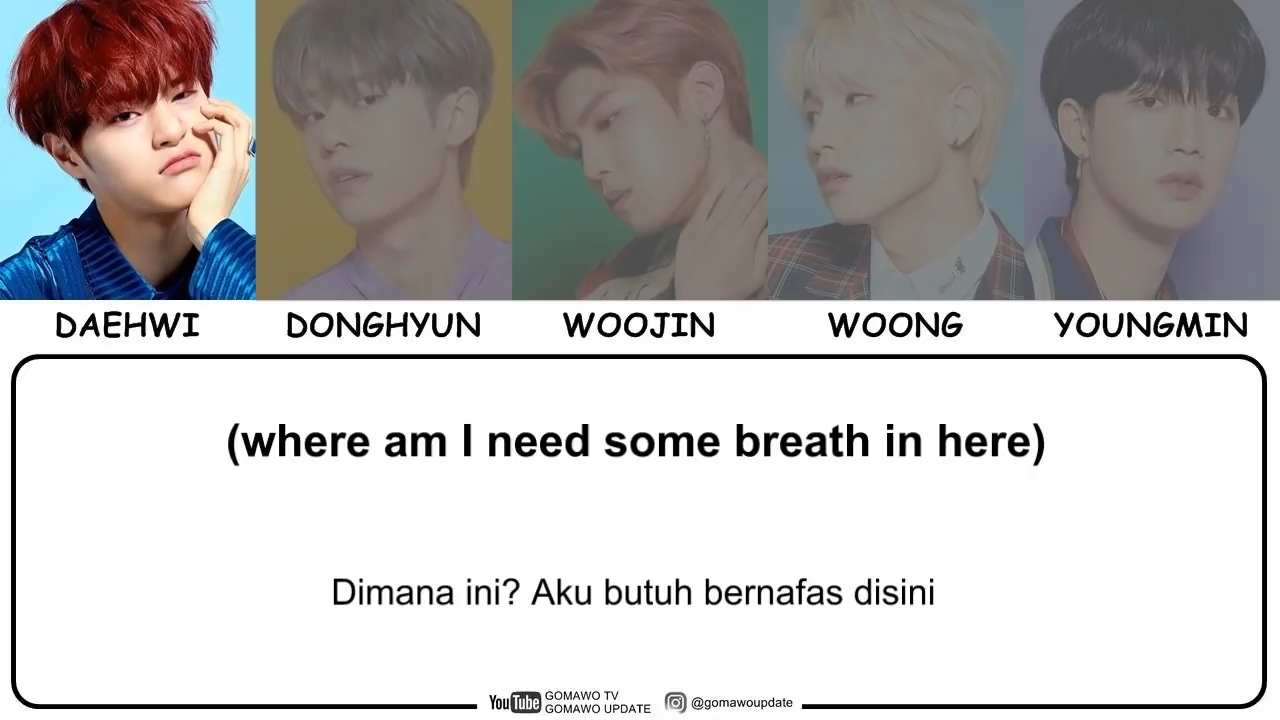 DAEHWI DONGHYUN WOOJIN WOONG YOUNGMIN
(where am I need some breath in here)
Dimana ini? Aku butuh bernafas disini
YouTube GOMAWO TV
GOMAWO UPDATE
@gomawoupdate